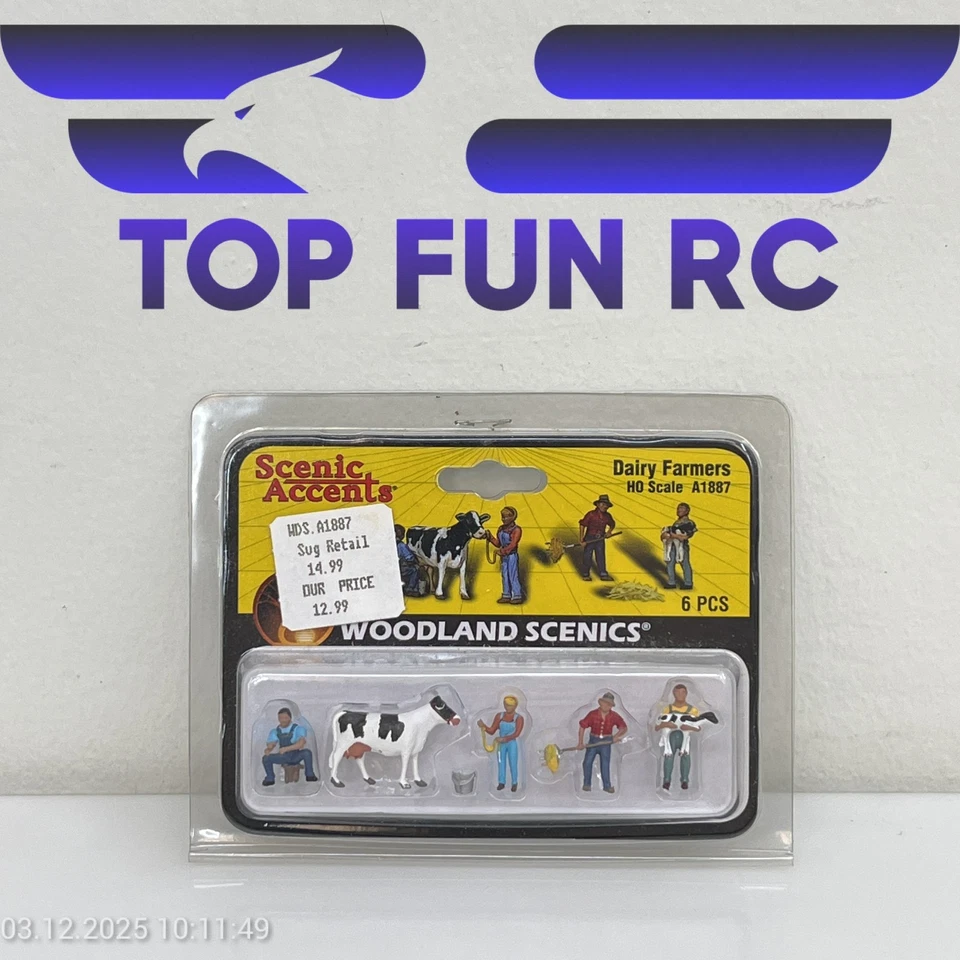 TOP FUN RC
Scenic
Accents®
Dairy Farmers
HO Scale A1887
WDS.A1887
Sug Retail
14.99
OUR PRICE
12.99
6 PCS
WOODLAND SCENICS®
03.12.2025 10:11:49